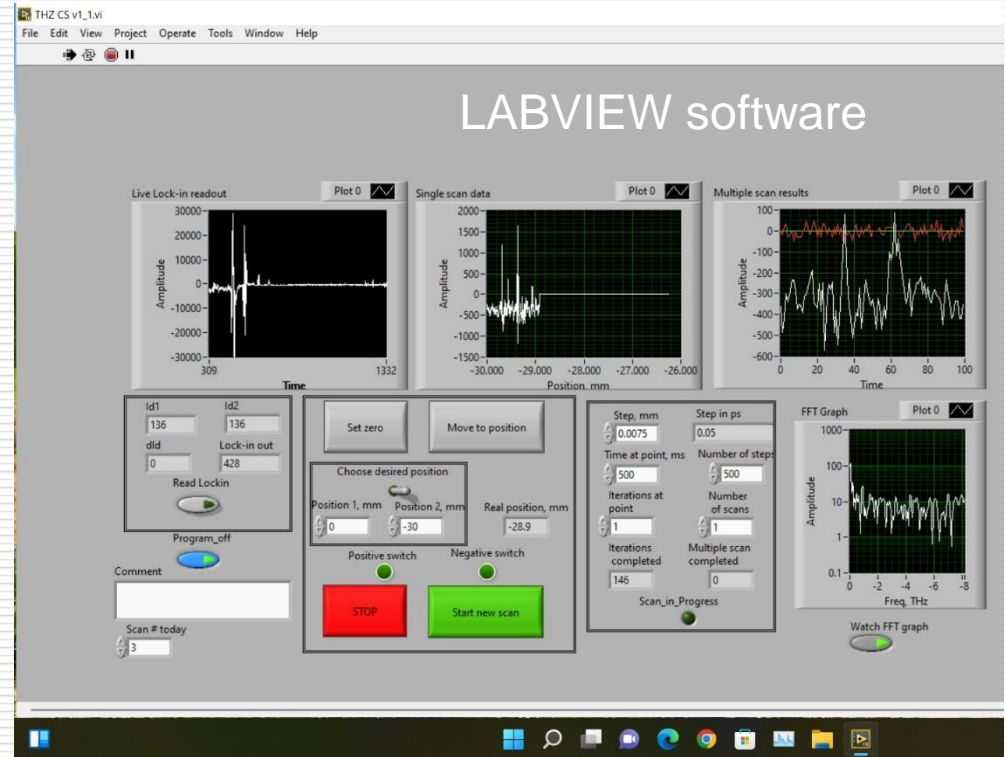 THZ CS v1_1.vi
File Edit View Project Operate Tools Window Help
LABVIEW software
Live Lock-in readout
Plot 0
30000
20000
10000
0
-10000
-20000
-30000
Amplitude
309
1332
Time
Single scan data
Plot 0
2000
1500
1000
500
0
-500
-1000
-1500
Amplitude
-30.000 -29.000 -28.000 -27.000 -26.000
Position, mm
Multiple scan results
Plot 0
100
0
-100
-200
-300
-400
-500
-600
Amplitude
0 20 40 60 80 100
Time
Id1
Id2
136
136
dId
Lock-in out
0
428
Read Lockin
Program_off
Comment
Scan # today
3
Set zero
Move to position
Choose desired position
Position 1, mm
Position 2, mm
Real position, mm
0
-30
-28.9
Positive switch
Negative switch
STOP
Start new scan
Step, mm
Step in ps
0.0075
0.05
Time at point, ms
Number of steps
500
500
Iterations at
point
Number
of scans
1
1
Iterations
completed
Multiple scan
completed
146
0
Scan_in_Progress
FFT Graph
Plot 0
1000
100
10
1
0.1
Amplitude
0 -2 -4 -6 -8
Freq, THz
Watch FFT graph